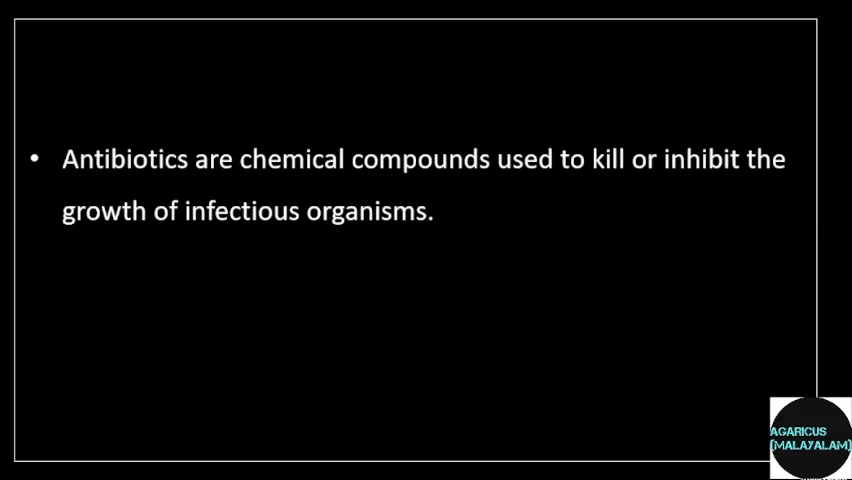 • Antibiotics are chemical compounds used to kill or inhibit the
growth of infectious organisms.
AGARICUS
(MALAYALAM)